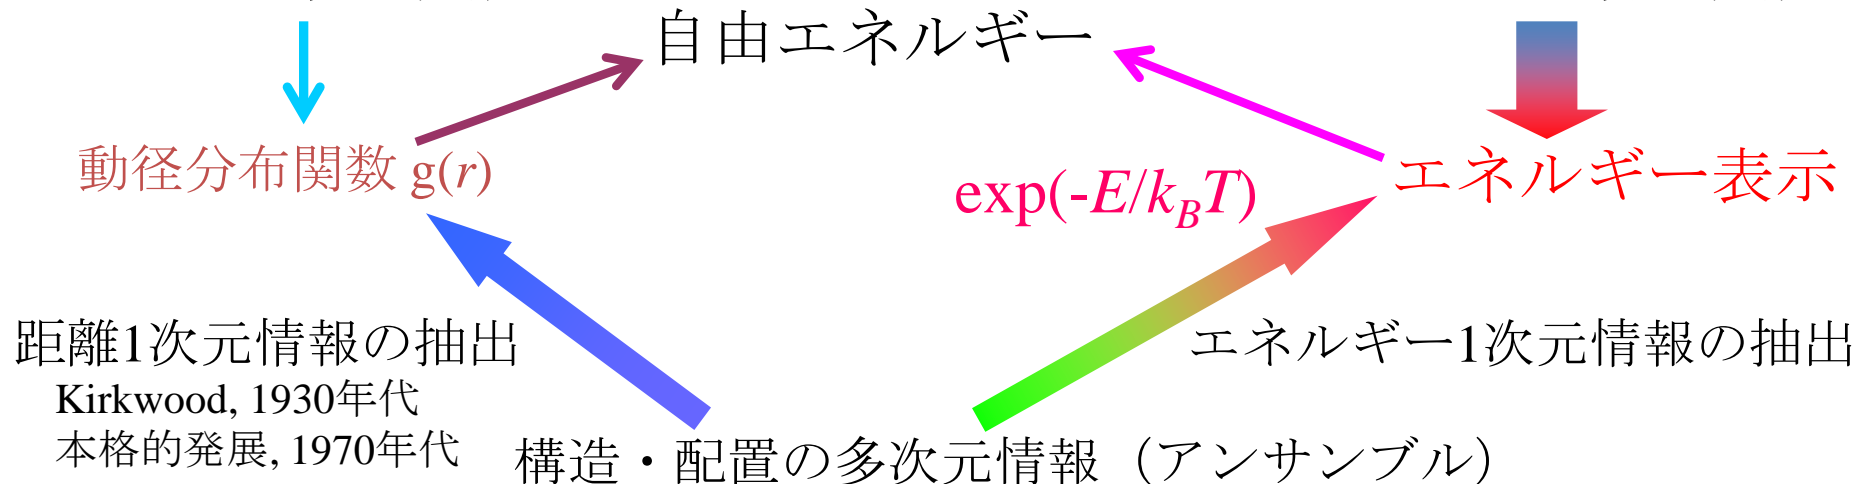 自由エネルギー
動径分布関数 g(r)
exp(-E/k_BT)
エネルギー表示
距離1次元情報の抽出
Kirkwood, 1930年代
本格的発展, 1970年代
エネルギー1次元情報の抽出
構造・配置の多次元情報（アンサンブル）